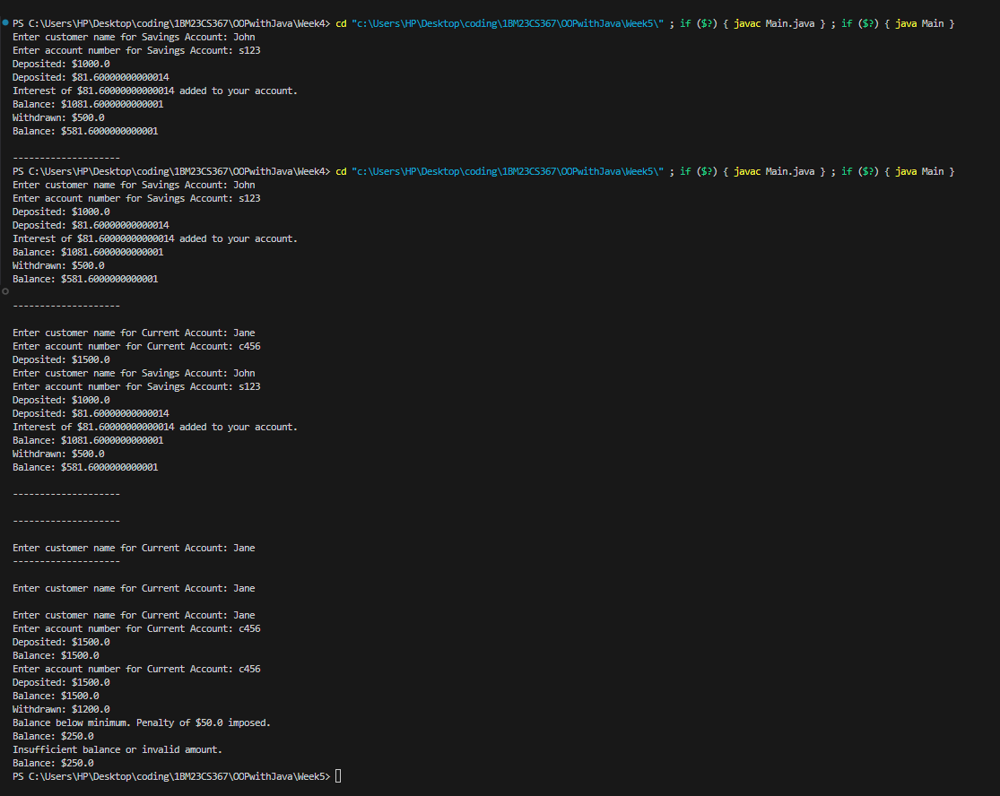 PS C:\Users\HP\Desktop\coding\1BM23CS367\OOPwithJava\Week4> cd "c:\Users\HP\Desktop\coding\1BM23CS367\OOPwithJava\Week5\" ; if ($?) { javac Main.java } ; if ($?) { java Main }
Enter customer name for Savings Account: John
Enter account number for Savings Account: s123
Deposited: $1000.0
Deposited: $81.60000000000014
Interest of $81.60000000000014 added to your account.
Balance: $1081.6000000000001
Withdrawn: $500.0
Balance: $581.6000000000001
--------------------
PS C:\Users\HP\Desktop\coding\1BM23CS367\OOPwithJava\Week4> cd "c:\Users\HP\Desktop\coding\1BM23CS367\OOPwithJava\Week5\" ; if ($?) { javac Main.java } ; if ($?) { java Main }
Enter customer name for Savings Account: John
Enter account number for Savings Account: s123
Deposited: $1000.0
Deposited: $81.60000000000014
Interest of $81.60000000000014 added to your account.
Balance: $1081.6000000000001
Withdrawn: $500.0
Balance: $581.6000000000001
--------------------
Enter customer name for Current Account: Jane
Enter account number for Current Account: c456
Deposited: $1500.0
Enter customer name for Savings Account: John
Enter account number for Savings Account: s123
Deposited: $1000.0
Deposited: $81.60000000000014
Interest of $81.60000000000014 added to your account.
Balance: $1081.6000000000001
Withdrawn: $500.0
Balance: $581.6000000000001
--------------------
--------------------
Enter customer name for Current Account: Jane
--------------------
Enter customer name for Current Account: Jane
Enter customer name for Current Account: Jane
Enter account number for Current Account: c456
Deposited: $1500.0
Balance: $1500.0
Enter account number for Current Account: c456
Deposited: $1500.0
Balance: $1500.0
Withdrawn: $1200.0
Balance below minimum. Penalty of $50.0 imposed.
Balance: $250.0
Insufficient balance or invalid amount.
Balance: $250.0
PS C:\Users\HP\Desktop\coding\1BM23CS367\OOPwithJava\Week5>